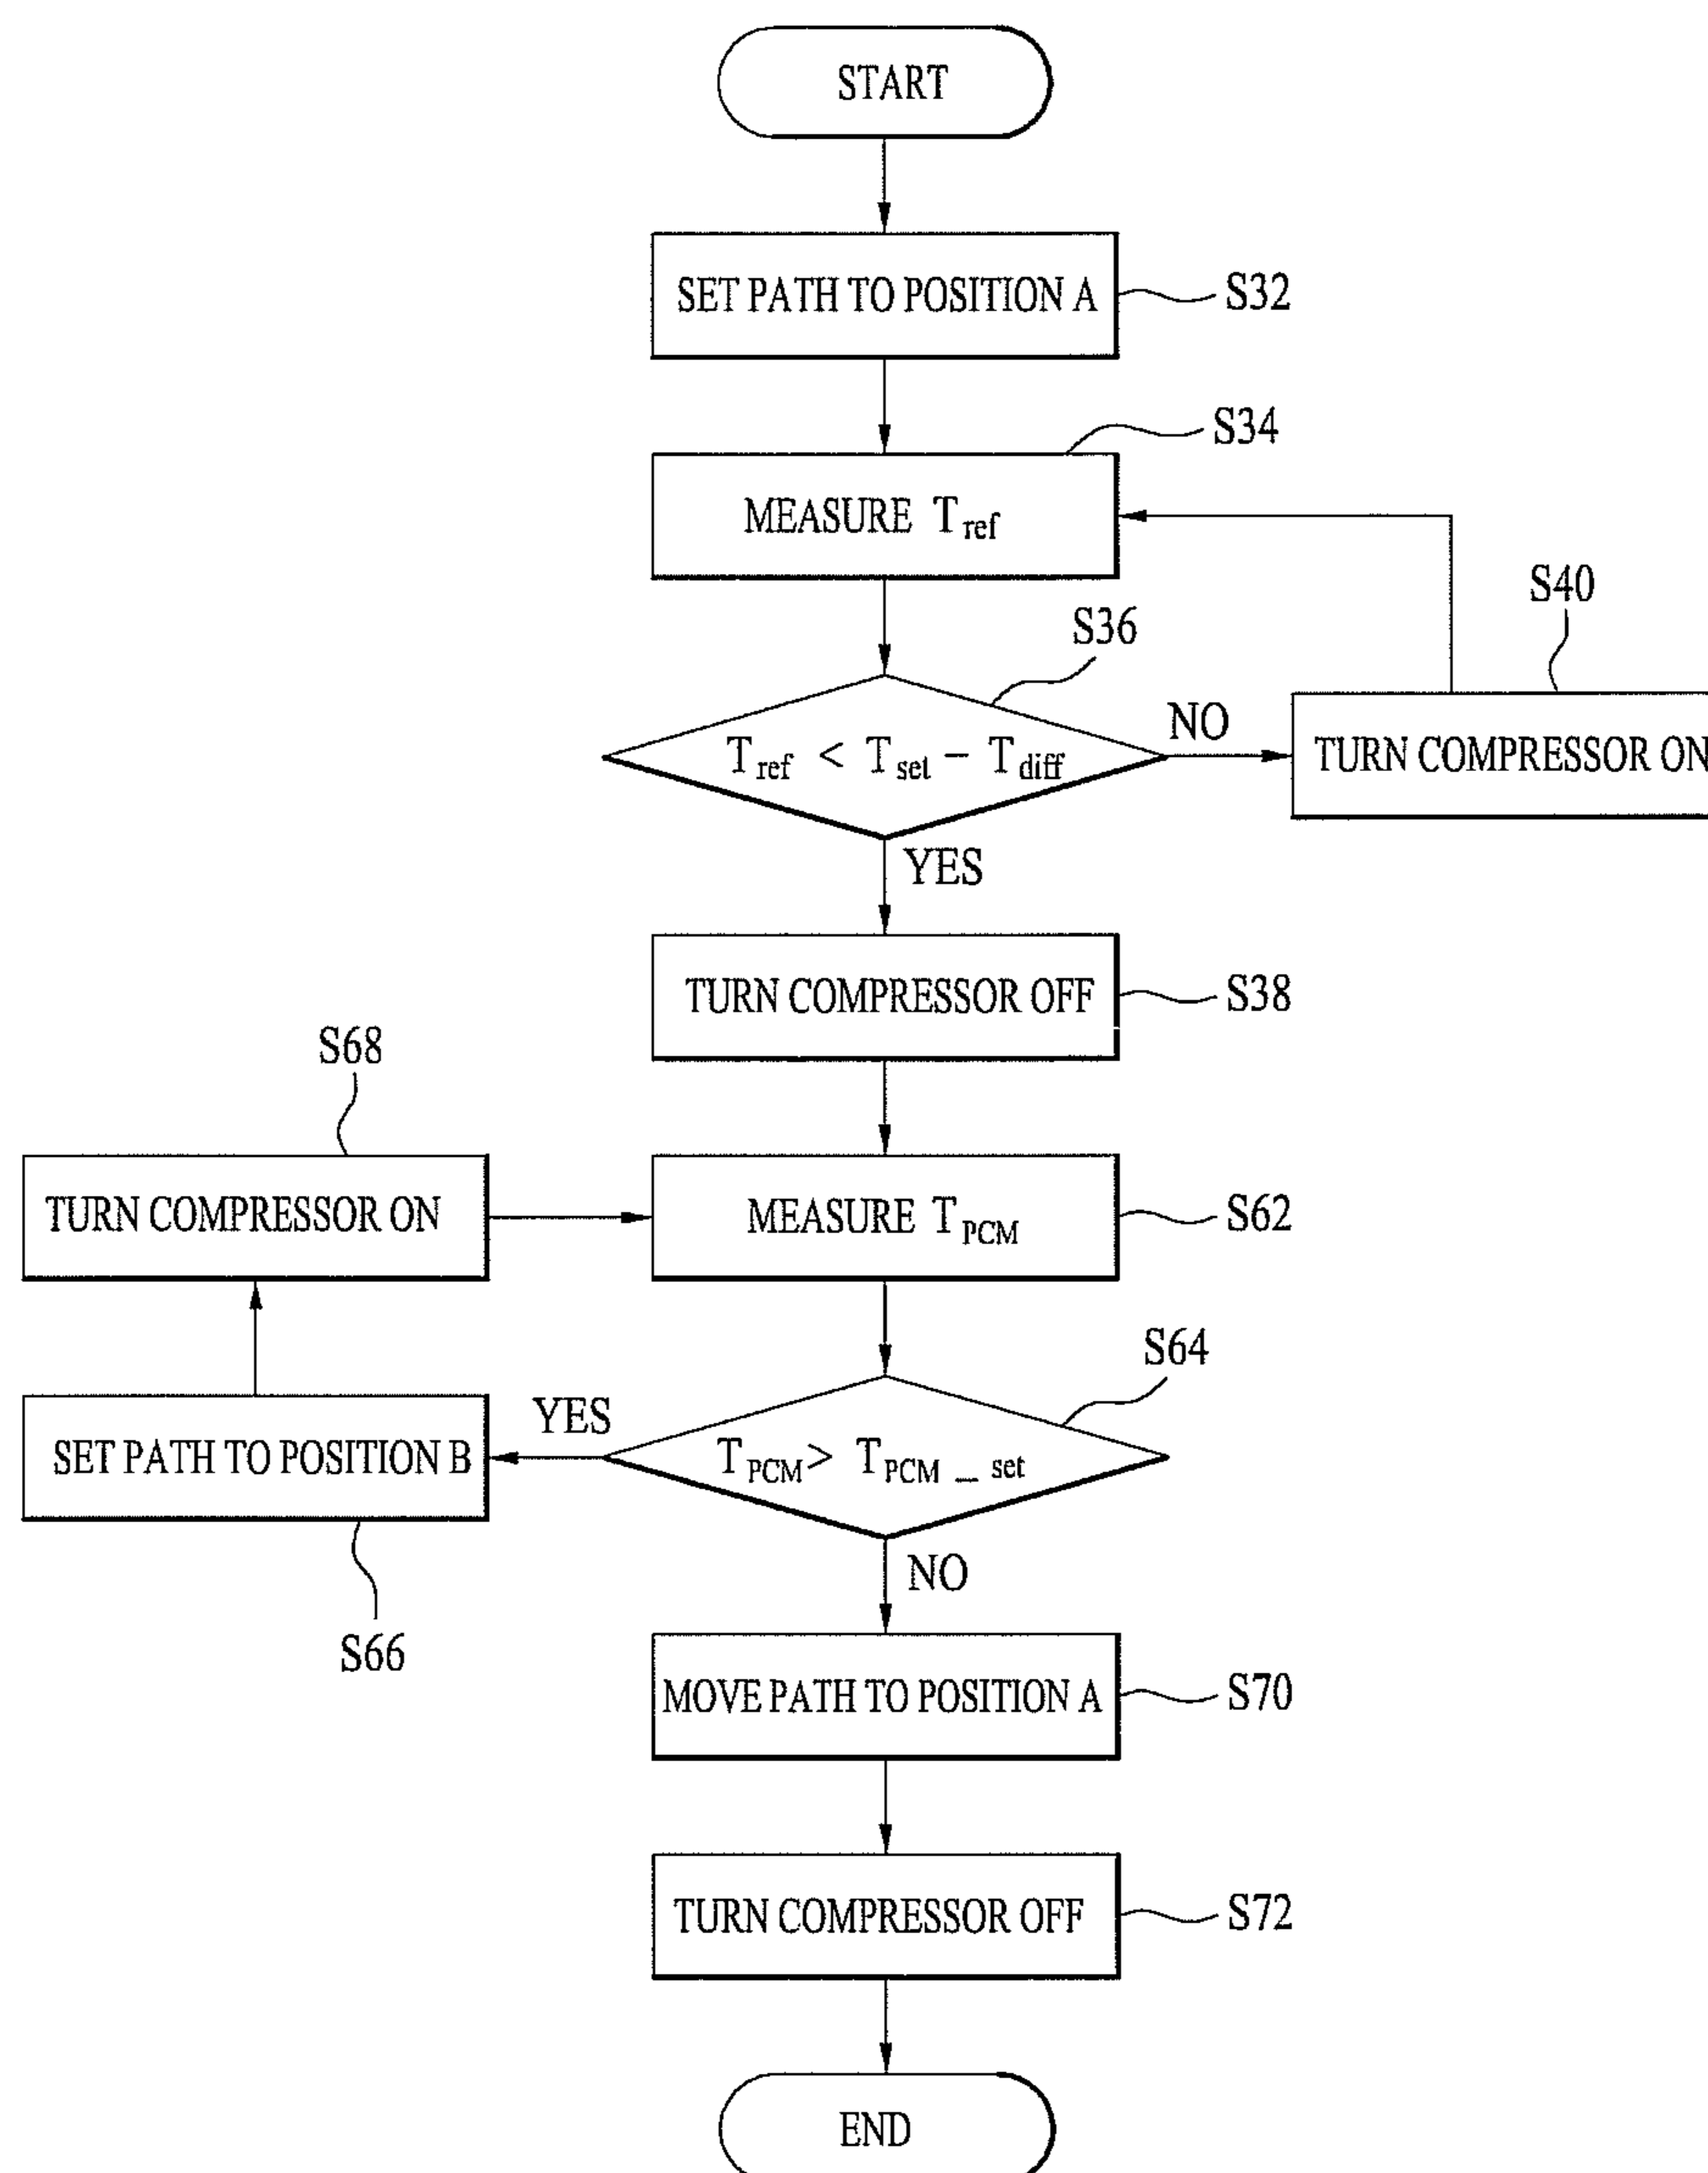 START
SET PATH TO POSITION A
S32
S34
MEASURE T_ref
S36
S40
T_ref < T_set - T_diff
NO
TURN COMPRESSOR ON
YES
TURN COMPRESSOR OFF
S38
S68
TURN COMPRESSOR ON
MEASURE T_PCM
S62
S64
YES
SET PATH TO POSITION B
T_PCM > T_PCM_set
S66
NO
MOVE PATH TO POSITION A
S70
TURN COMPRESSOR OFF
S72
END